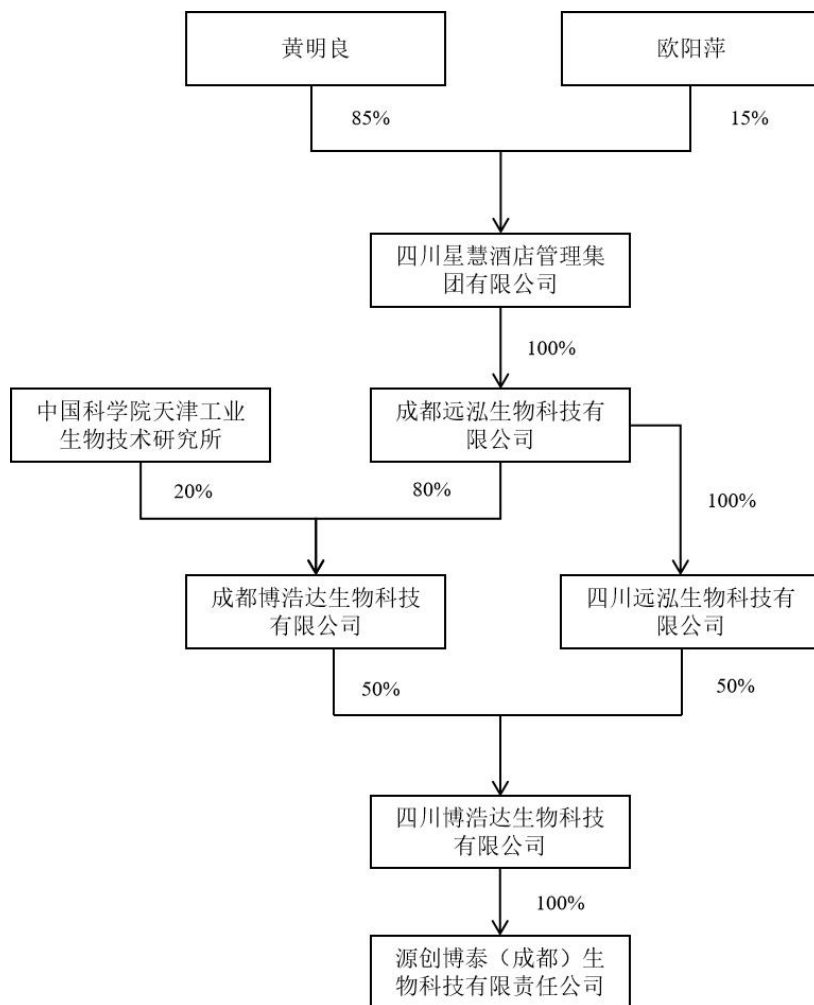 黄明良
欧阳萍
85%
15%
四川星慧酒店管理集
团有限公司
100%
中国科学院天津工业
生物技术研究所
成都远泓生物科技有
限公司
20%
80%
100%
成都博浩达生物科技
有限公司
四川远泓生物科技有
限公司
50%
50%
四川博浩达生物科技
有限公司
100%
源创博泰（成都）生
物科技有限责任公司